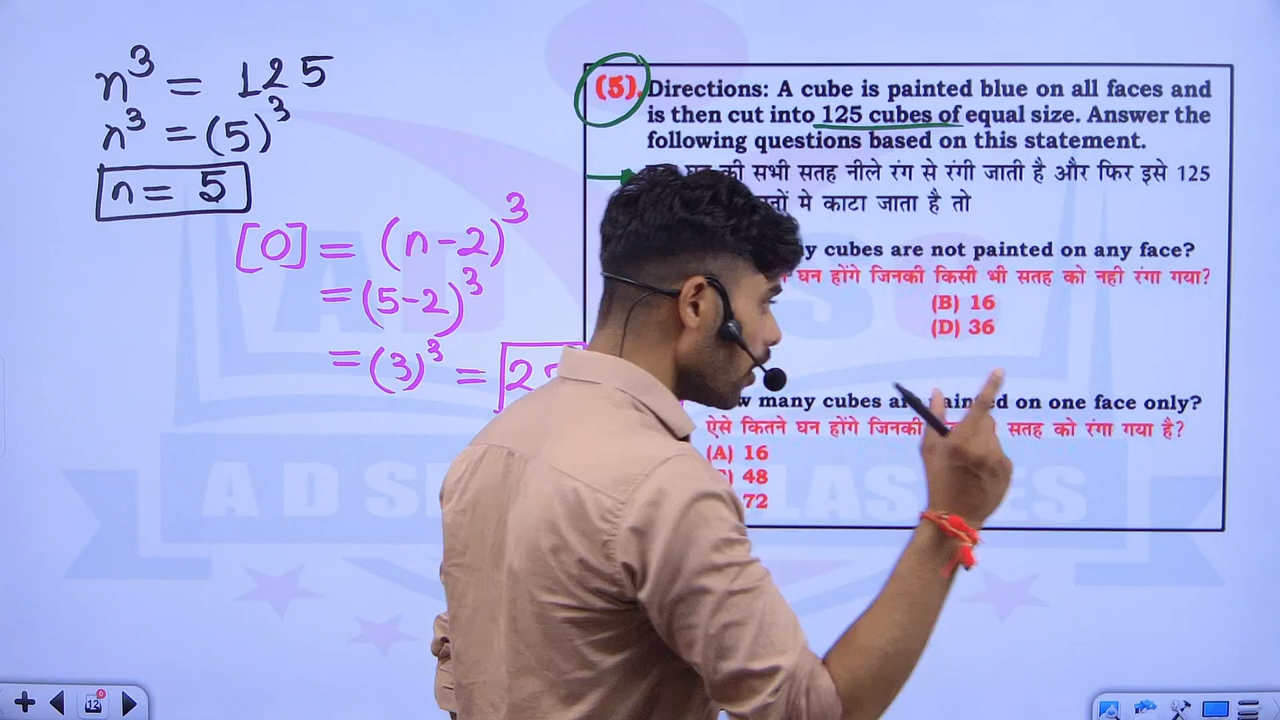 n³ = 125
n³ = (5)³
n = 5
[0] = (n-2)³
= (5-2)³
= (3)³ =
(5). Directions: A cube is painted blue on all faces and
is then cut into 125 cubes of equal size. Answer the
following questions based on this statement.
की सभी सतह नीले रंग से रंगी जाती है और फिर इसे 125
मे काटा जाता है तो
cubes are not painted on any face?
घन होंगे जिनकी किसी भी सतह को नही रंगा गया?
(B) 16
(D) 36
many cubes are painted on one face only?
ऐसे कितने घन होंगे जिनकी सतह को रंगा गया है?
(A) 16
48
72
12